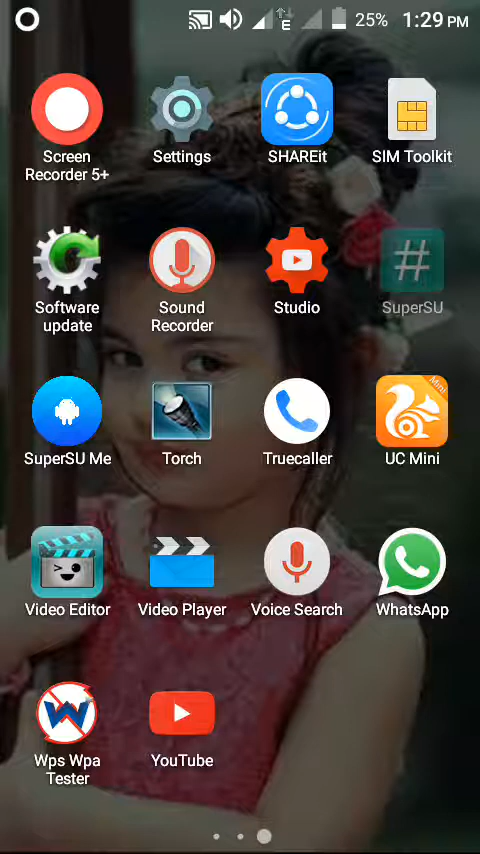 E 25% 1:29 PM
Screen Settings SHAREit SIM Toolkit
Recorder 5+
Software Sound Studio SuperSU
update Recorder
SuperSU Me Torch Truecaller UC Mini
Mini
Video Editor Video Player Voice Search WhatsApp
Wps Wpa YouTube
Tester